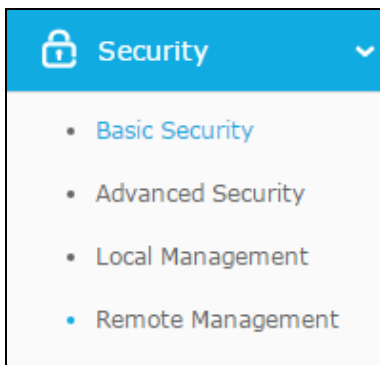 Security
Basic Security
Advanced Security
Local Management
Remote Management